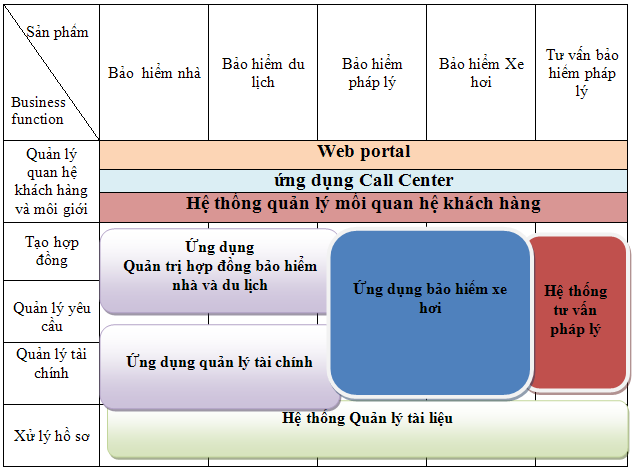 Sản phẩm
Business
function
Bảo hiểm nhà
Bảo hiểm du
lịch
Bảo hiểm
pháp lý
Bảo hiểm Xe
hơi
Tư vấn bảo
hiểm pháp
lý
Quản lý
quan hệ
khách hàng
và môi giới
Web portal
ứng dụng Call Center
Hệ thống quản lý mối quan hệ khách hàng
Tạo hợp
đồng
Quản lý yêu
cầu
Quản lý tài
chính
Xử lý hồ sơ
Ứng dụng
Quản trị hợp đồng bảo hiểm
nhà và du lịch
Ứng dụng quản lý tài chính
Ứng dụng bảo hiểm xe
hơi
Hệ thống
tư vấn
pháp lý
Hệ thống Quản lý tài liệu